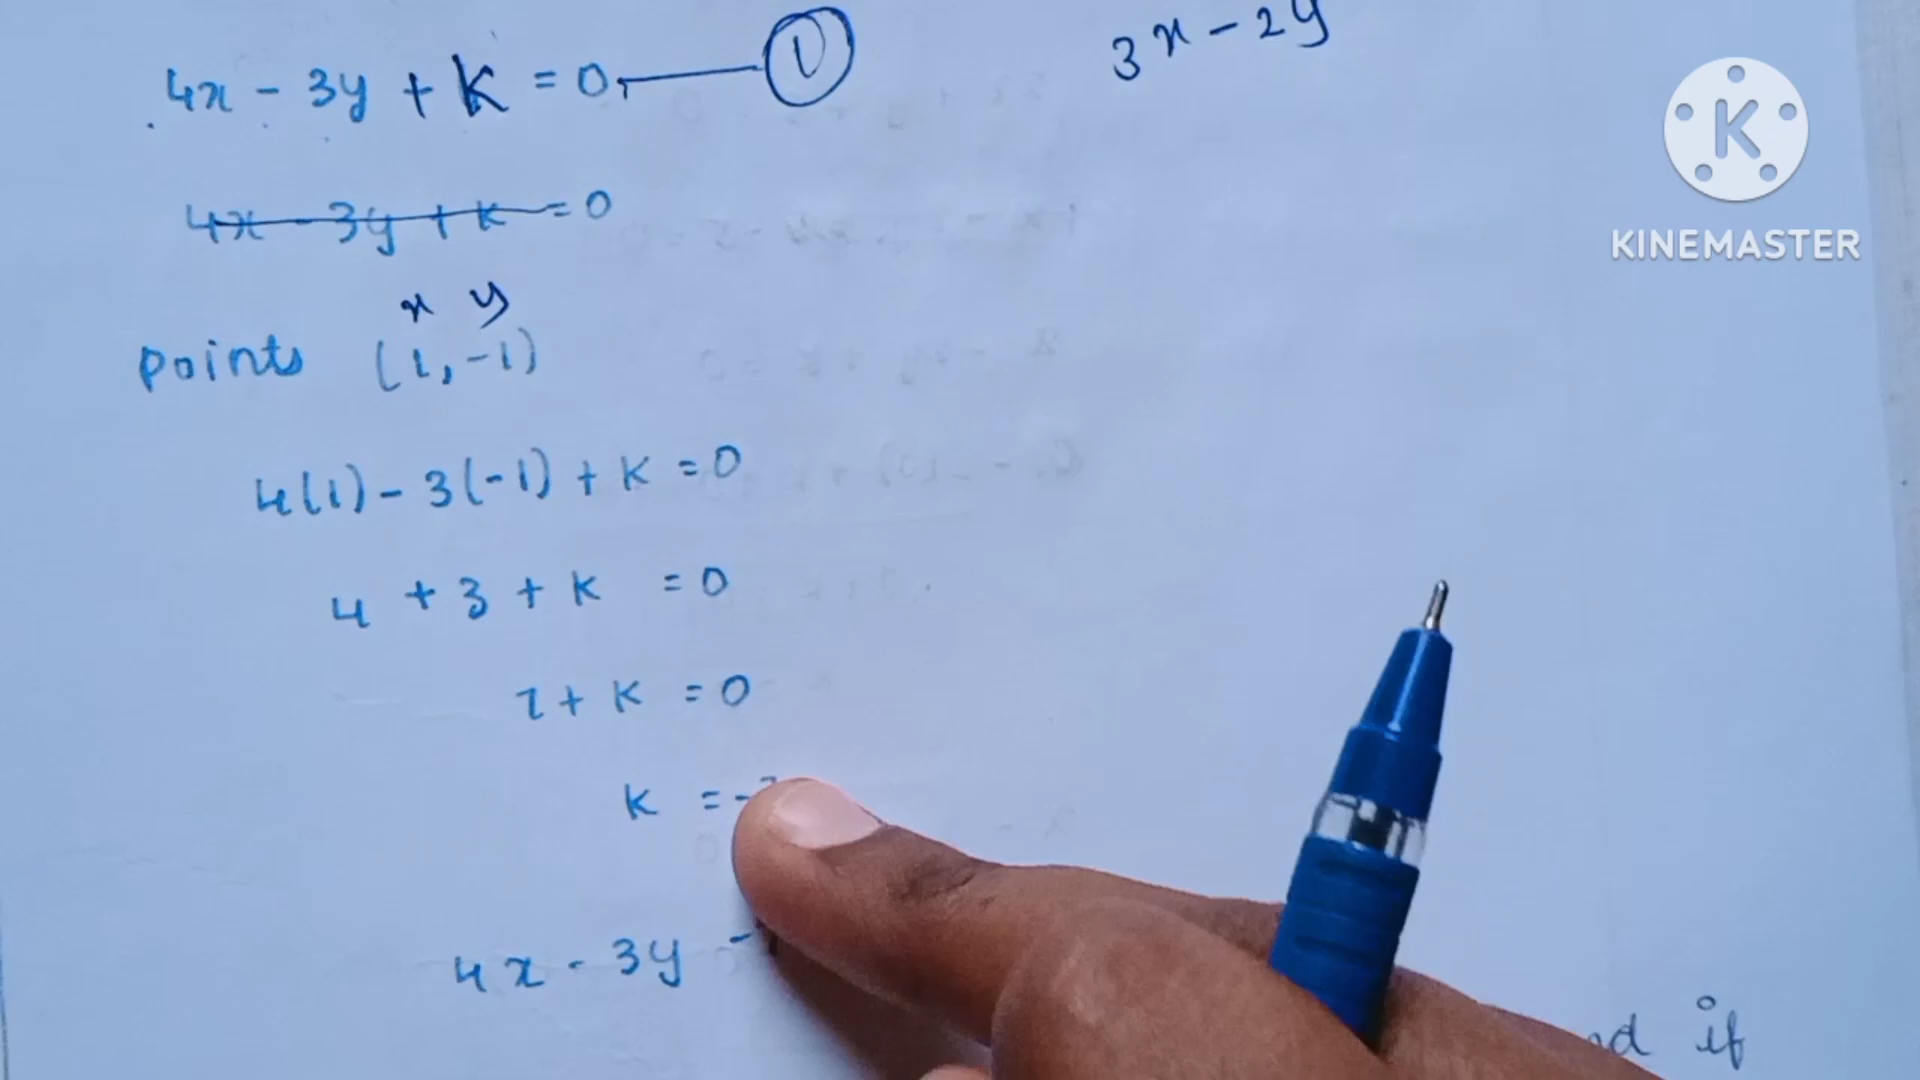 4x - 3y + K = 0, ——— ①
3x - 2y
K
KINEMASTER
4x - 3y + k = 0
x y
points (1, -1)
4(1) - 3(-1) + K = 0
4 + 3 + K = 0
7 + K = 0
K = -7
4x - 3y -
if